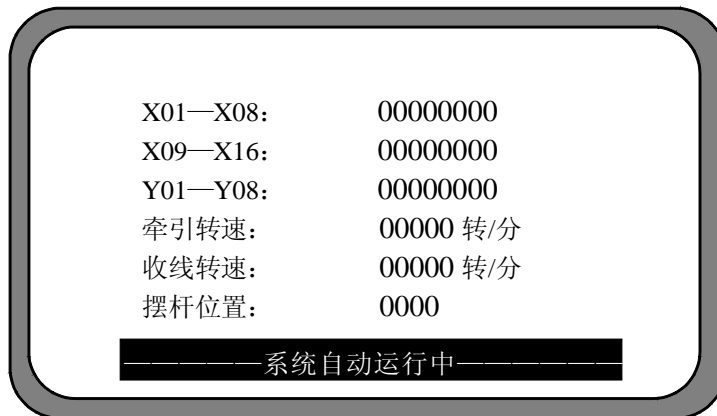 X01—X08： 00000000
X09—X16： 00000000
Y01—Y08： 00000000
牵引转速： 00000 转/分
收线转速： 00000 转/分
摆杆位置： 0000
——————系统自动运行中——————